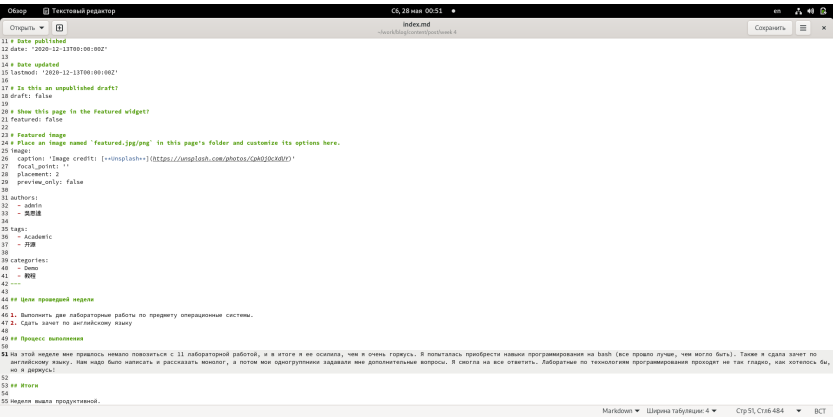 Обзор Текстовый редактор Сб, 28 мая 00:51 en
Открыть index.md Сохранить
~/work/blog/content/post/week 4
11 # Date published
12 date: '2020-12-13T00:00:00Z'
13
14 # Date updated
15 lastmod: '2020-12-13T00:00:00Z'
16
17 # Is this an unpublished draft?
18 draft: false
19
20 # Show this page in the Featured widget?
21 featured: false
22
23 # Featured image
24 # Place an image named `featured.jpg/png` in this page's folder and customize its options here.
25 image:
26 caption: 'Image credit: [**Unsplash**](https://unsplash.com/photos/CpkOjOcXdUY)'
27 focal_point: ''
28 placement: 2
29 preview_only: false
30
31 authors:
32 - admin
33 - 吳恩達
34
35 tags:
36 - Academic
37 - 开源
38
39 categories:
40 - Demo
41 - 教程
42 ---
43
44 ## Цели прошедшей недели
45
46 1. Выполнить две лабораторные работы по предмету операционные системы.
47 2. Сдать зачет по английскому языку
48
49 ## Процесс выполнения
50
51 На этой неделе мне пришлось немало повозиться с 11 лабораторной работой, и в итоге я ее осилила, чем я очень горжусь. Я попыталась приобрести навыки программирования на bash (все прошло лучше, чем могло быть). Также я сдала зачет по
английскому языку. Нам надо было написать и рассказать монолог, а потом мои одногруппники задавали мне дополнительные вопросы. Я смогла на все ответить. Лаборатные по технологиям программирования проходят не так гладко, как хотелось бы,
но я держусь!
52
53 ## Итоги
54
55 Неделя вышла продуктивной.
Markdown Ширина табуляции: 4 Стр 51, Стлб 484 ВСТ